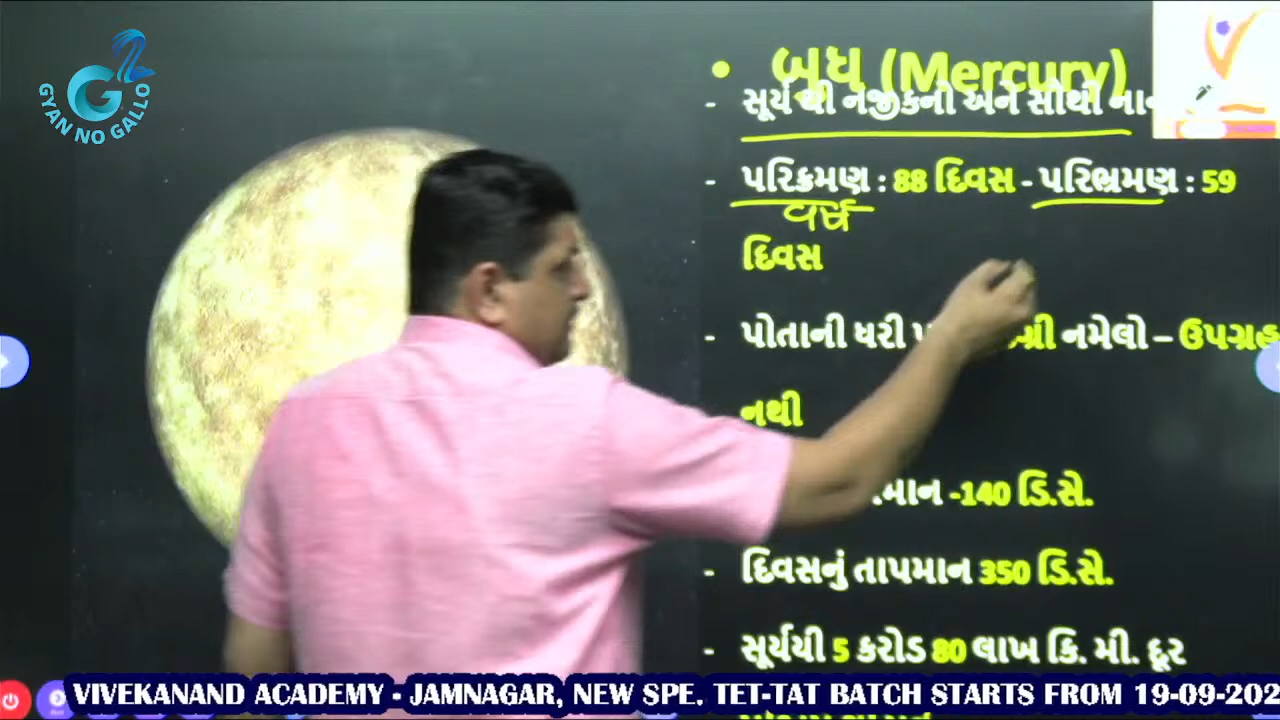 GYAN NO GALLO
• બુધ (Mercury)
- સૂર્ય થી નજીકનો અને સૌથી
- પરિક્રમણ : 88 દિવસ - પરિભ્રમણ : 59
વર્ષ
દિવસ
- પોતાની ધરી નમેલો – ઉપગ્રહ
નથી
-140 ડિ.સે.
- દિવસનું તાપમાન 350 ડિ.સે.
- સૂર્યથી 5 કરોડ 80 લાખ કિ. મી. દૂર
VIVEKANAND ACADEMY - JAMNAGAR, NEW SPE. TET-TAT BATCH STARTS FROM 19-09-202